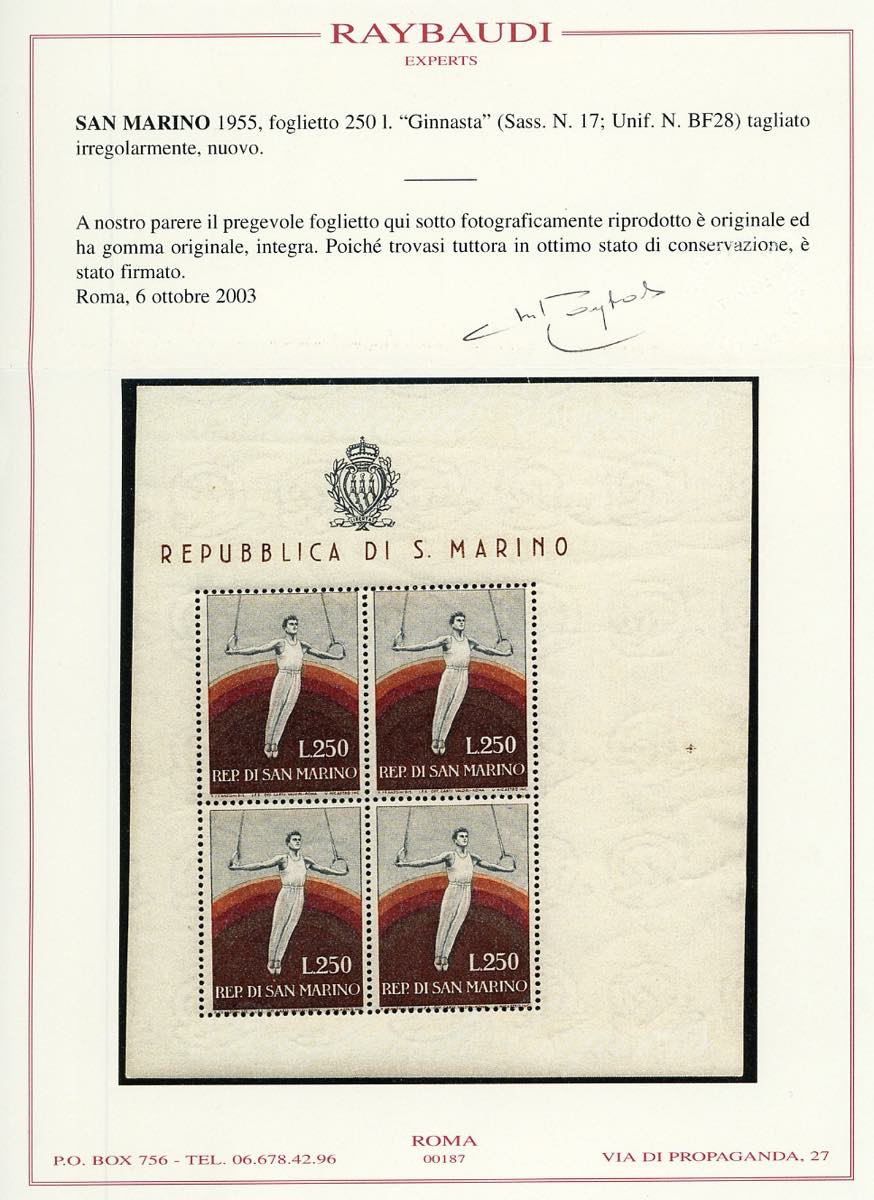 RAYBAUDI
EXPERTS
SAN MARINO 1955, foglietto 250 l. “Ginnasta” (Sass. N. 17; Unif. N. BF28) tagliato
irregolarmente, nuovo.
A nostro parere il pregevole foglietto qui sotto fotograficamente riprodotto è originale ed
ha gomma originale, integra. Poiché trovasi tuttora in ottimo stato di conservazione, è
stato firmato.
Roma, 6 ottobre 2003
LIBERTAS
REPUBBLICA DI S. MARINO
L.250
REP. DI SAN MARINO
L.250
REP. DI SAN MARINO
L.250
REP. DI SAN MARINO
L.250
REP. DI SAN MARINO
P.O. BOX 756 - TEL. 06.678.42.96
ROMA
00187
VIA DI PROPAGANDA, 27